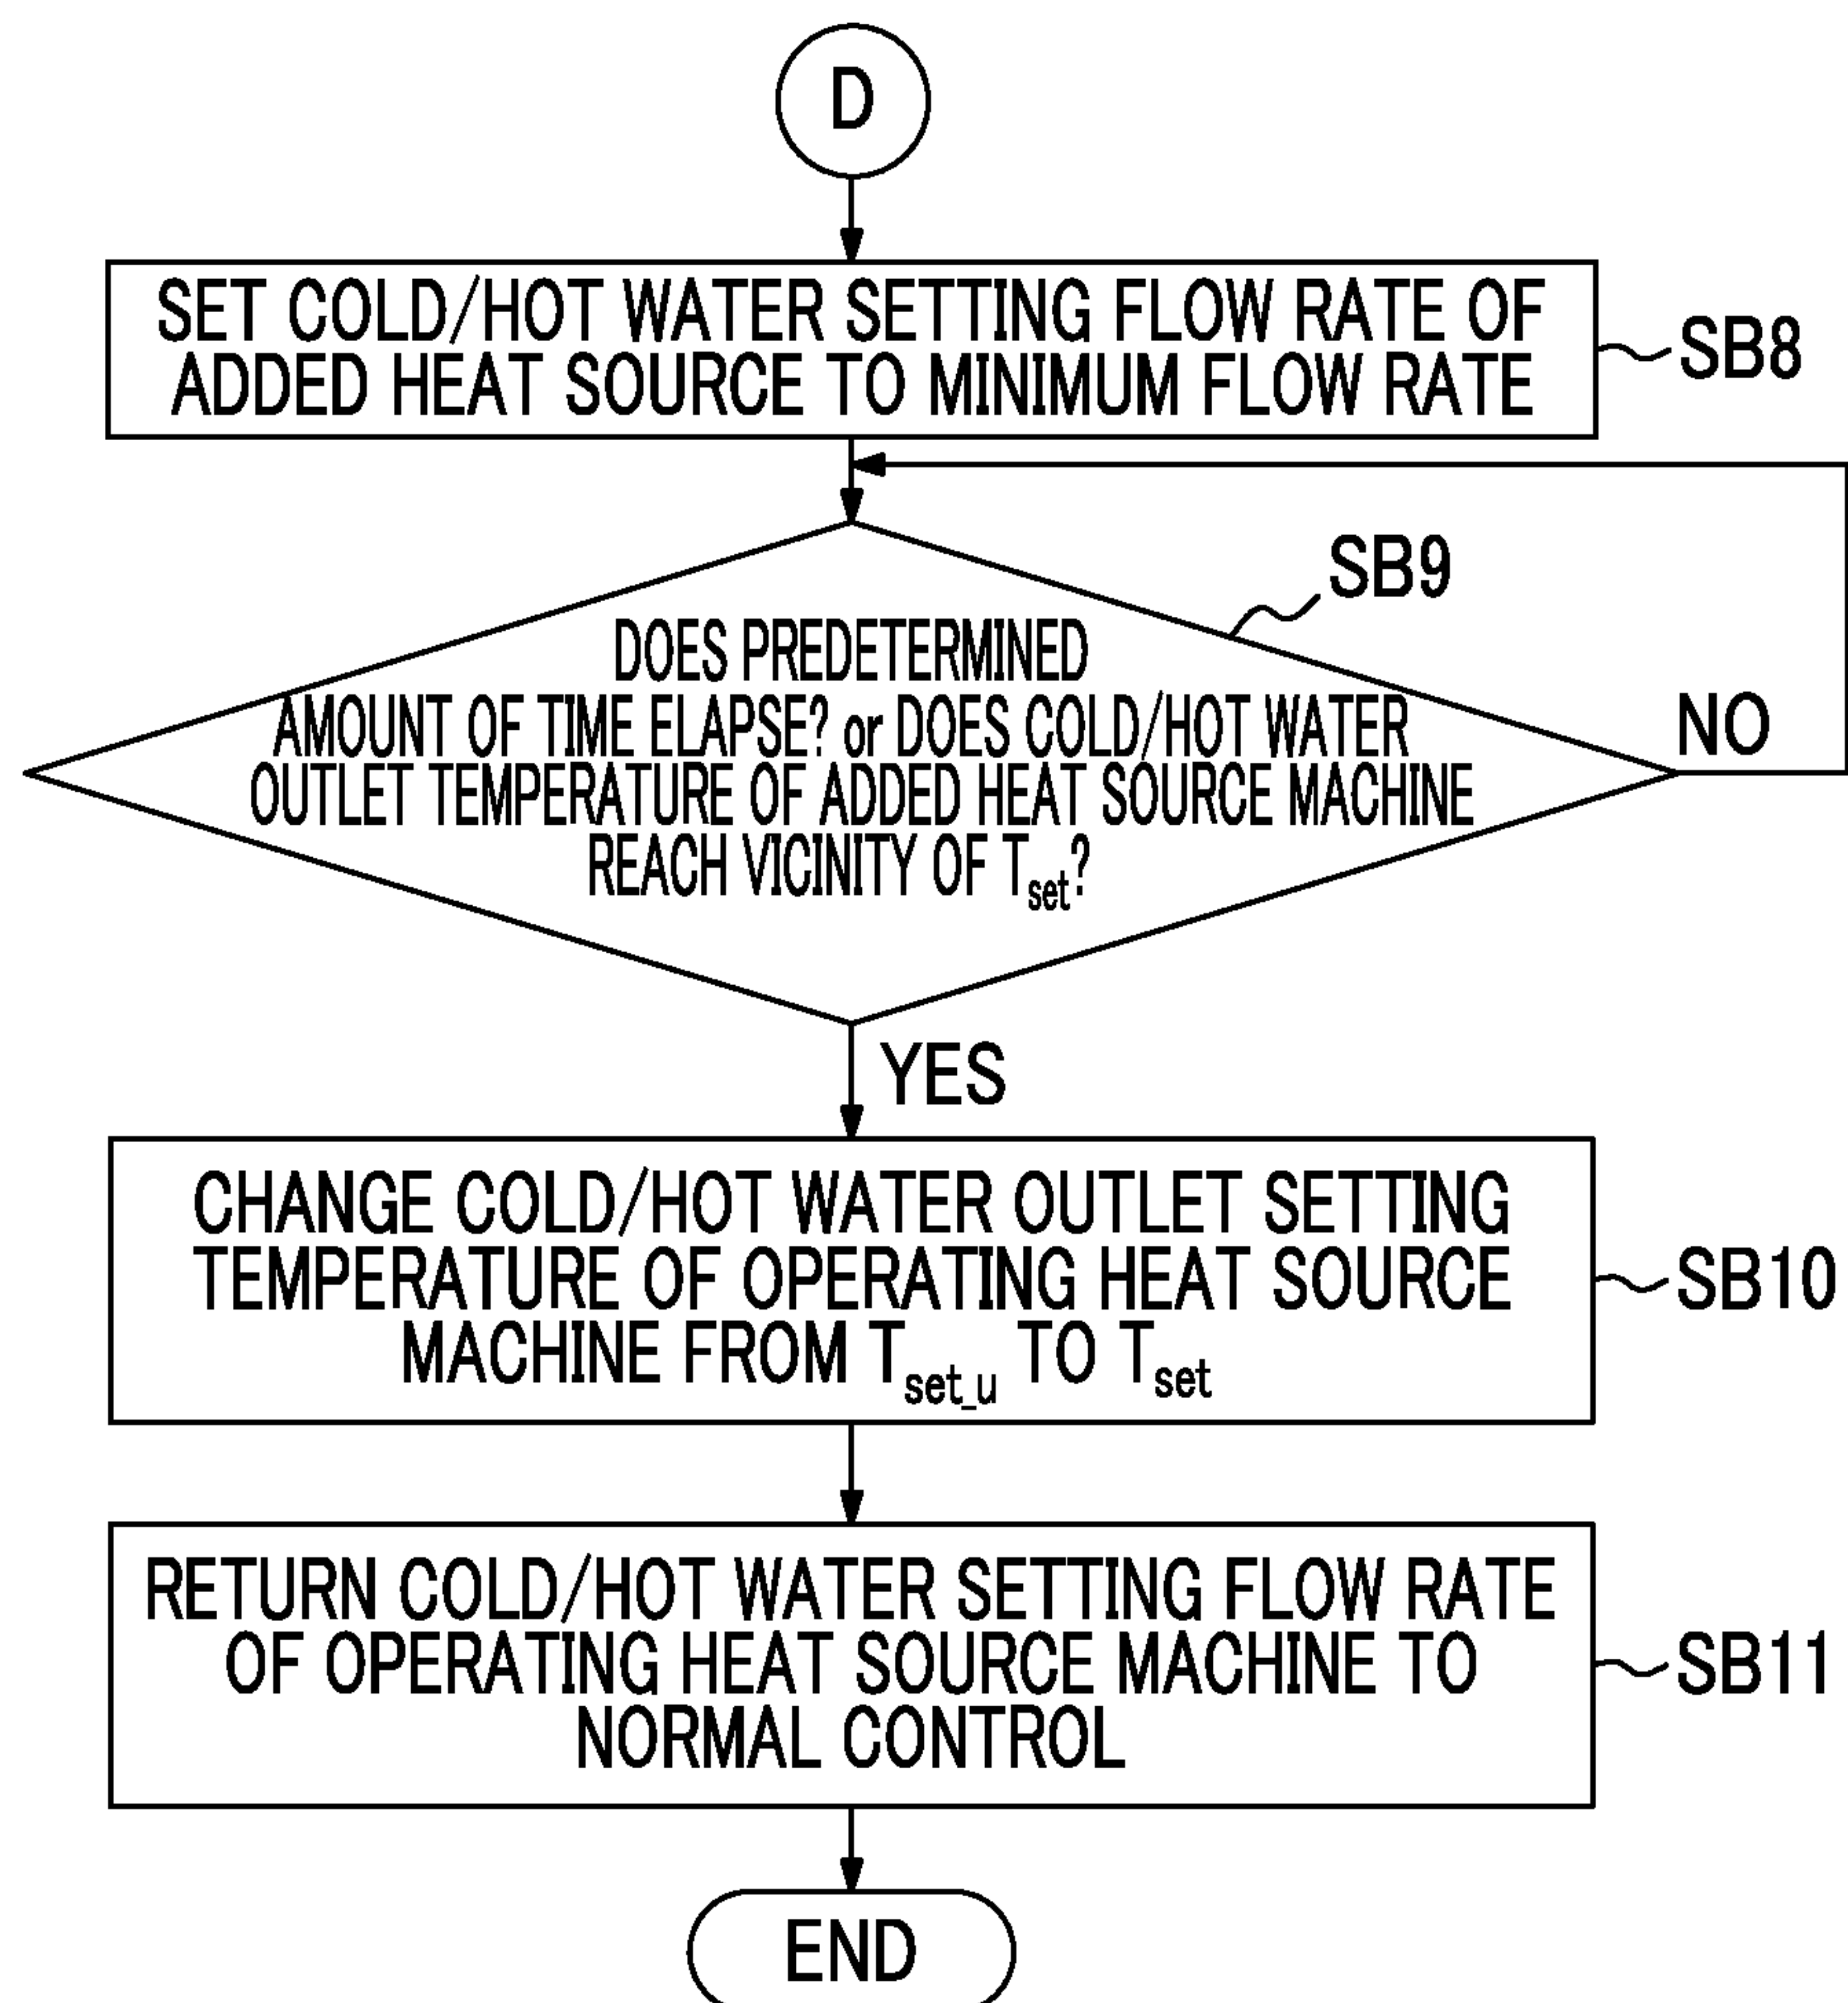 D
SET COLD/HOT WATER SETTING FLOW RATE OF
ADDED HEAT SOURCE TO MINIMUM FLOW RATE
SB8
SB9
DOES PREDETERMINED
AMOUNT OF TIME ELAPSE? or DOES COLD/HOT WATER
OUTLET TEMPERATURE OF ADDED HEAT SOURCE MACHINE
REACH VICINITY OF Tset?
NO
YES
CHANGE COLD/HOT WATER OUTLET SETTING
TEMPERATURE OF OPERATING HEAT SOURCE
MACHINE FROM Tset_u TO Tset
SB10
RETURN COLD/HOT WATER SETTING FLOW RATE
OF OPERATING HEAT SOURCE MACHINE TO
NORMAL CONTROL
SB11
END